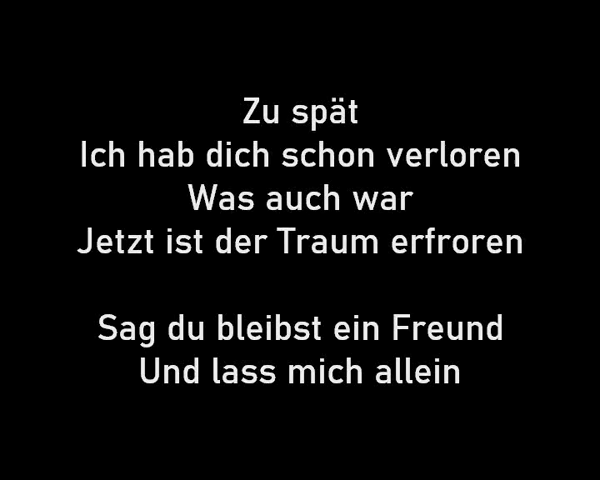 Zu spät
Ich hab dich schon verloren
Was auch war
Jetzt ist der Traum erfroren
Sag du bleibst ein Freund
Und lass mich allein